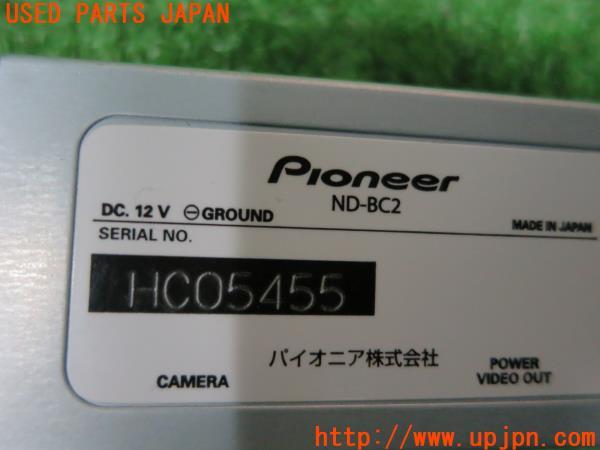 USED PARTS JAPAN
Pioneer
ND-BC2
DC. 12 V ⊖GROUND
MADE IN JAPAN
SERIAL NO.
HC05455
パイオニア株式会社
CAMERA
POWER
VIDEO OUT
http://www.upjpn.com